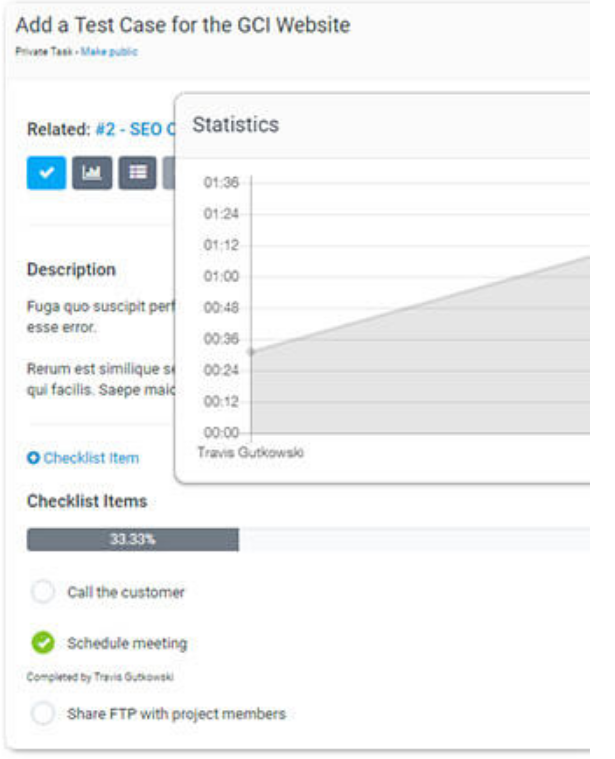 Add a Test Case for the GCI Website
Private Task - Make public
Related: #2 - SEO
Statistics
01:36
01:24
01:12
01:00
00:48
00:36
00:24
00:12
00:00
Travis Gutkowski
Description
Fuga quo suscipit
esse error.
Rerum est similique
qui facilis. Saepe
Checklist Item
Checklist Items
33.33%
Call the customer
Schedule meeting
Completed by Travis Gutkowski
Share FTP with project members